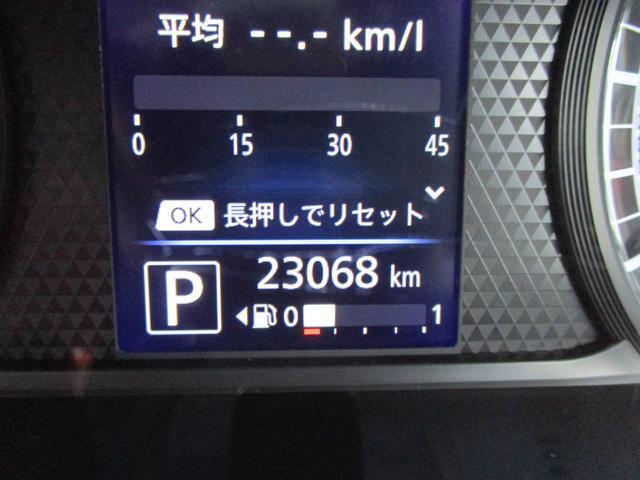 平均 --.- km/l
0 15 30 45
OK 長押しでリセット
P 23068 km
0 1